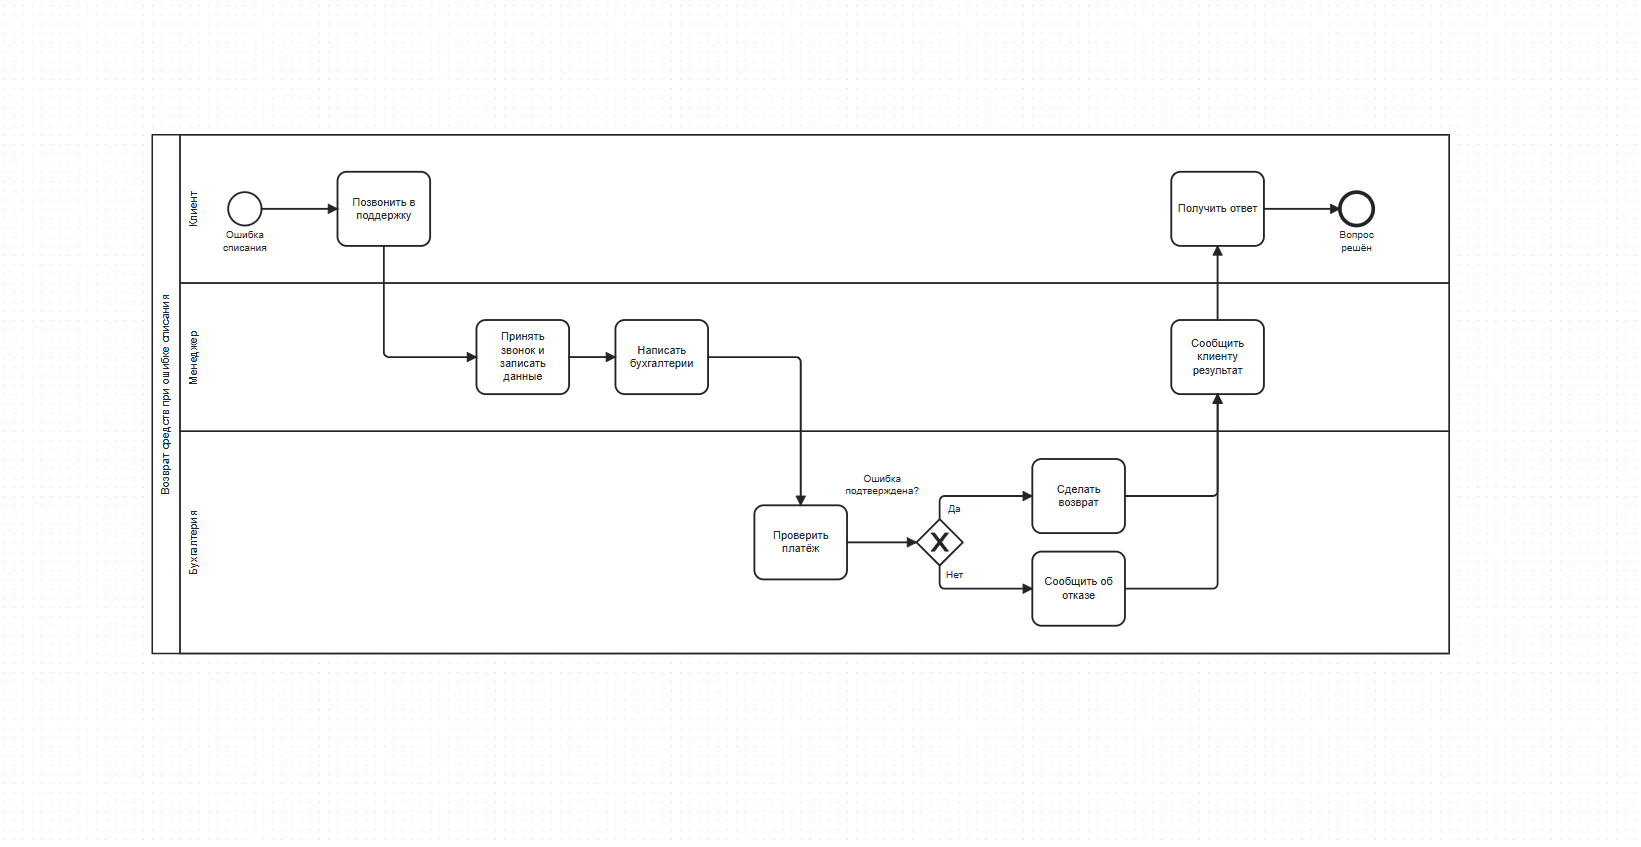 Возврат средств при ошибке списания
Клиент
Ошибка
списания
Позвонить в
поддержку
Получить ответ
Вопрос
решён
Менеджер
Принять
звонок и
записать
данные
Написать
бухгалтерии
Сообщить
клиенту
результат
Бухгалтерия
Проверить
платёж
Ошибка
подтверждена?
Да
Нет
Сделать
возврат
Сообщить об
отказе